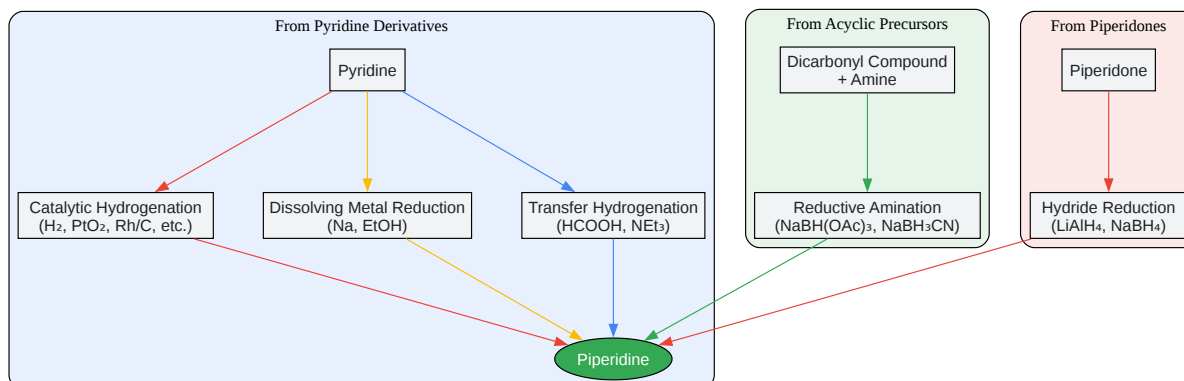 From Pyridine Derivatives
Pyridine
Catalytic Hydrogenation
(H₂, PtO₂, Rh/C, etc.)
Dissolving Metal Reduction
(Na, EtOH)
Transfer Hydrogenation
(HCOOH, NEt₃)
From Acyclic Precursors
Dicarbonyl Compound
+ Amine
Reductive Amination
(NaBH(OAc)₃, NaBH₃CN)
From Piperidones
Piperidone
Hydride Reduction
(LiAlH₄, NaBH₄)
Piperidine